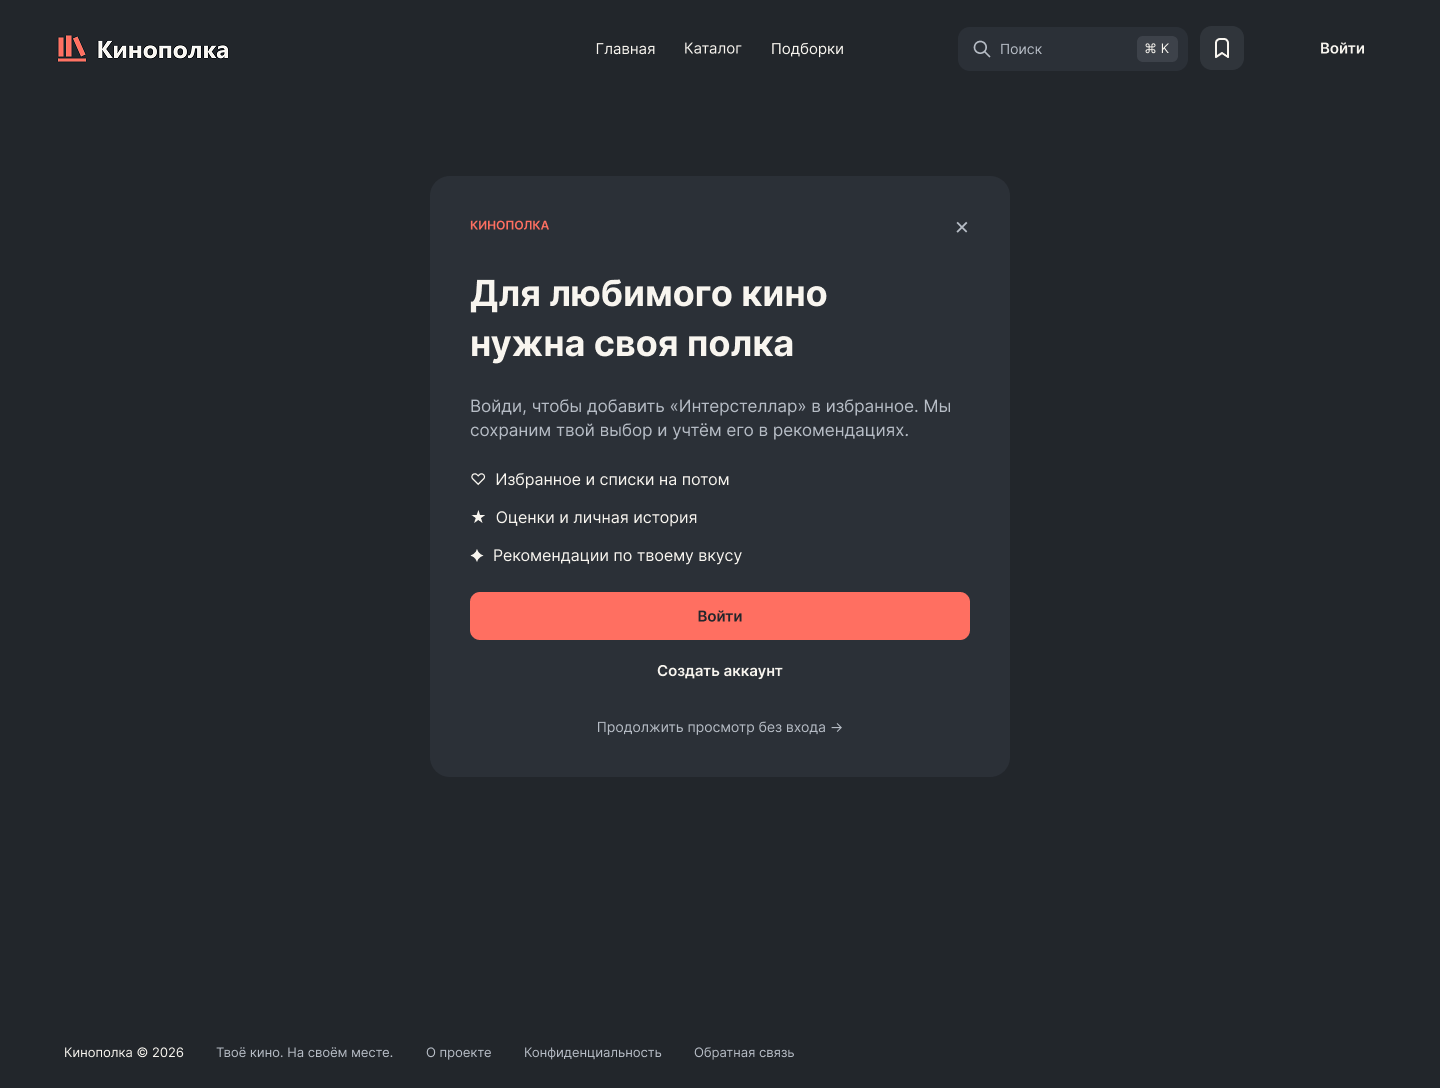 Кинополка
Главная
Каталог
Подборки
Поиск
⌘ K
Войти
КИНОПОЛКА
✕
Для любимого кино
нужна своя полка
Войди, чтобы добавить «Интерстеллар» в избранное. Мы
сохраним твой выбор и учтём его в рекомендациях.
♡ Избранное и списки на потом
★ Оценки и личная история
✦ Рекомендации по твоему вкусу
Войти
Создать аккаунт
Продолжить просмотр без входа →
Кинополка © 2026
Твоё кино. На своём месте.
О проекте
Конфиденциальность
Обратная связь